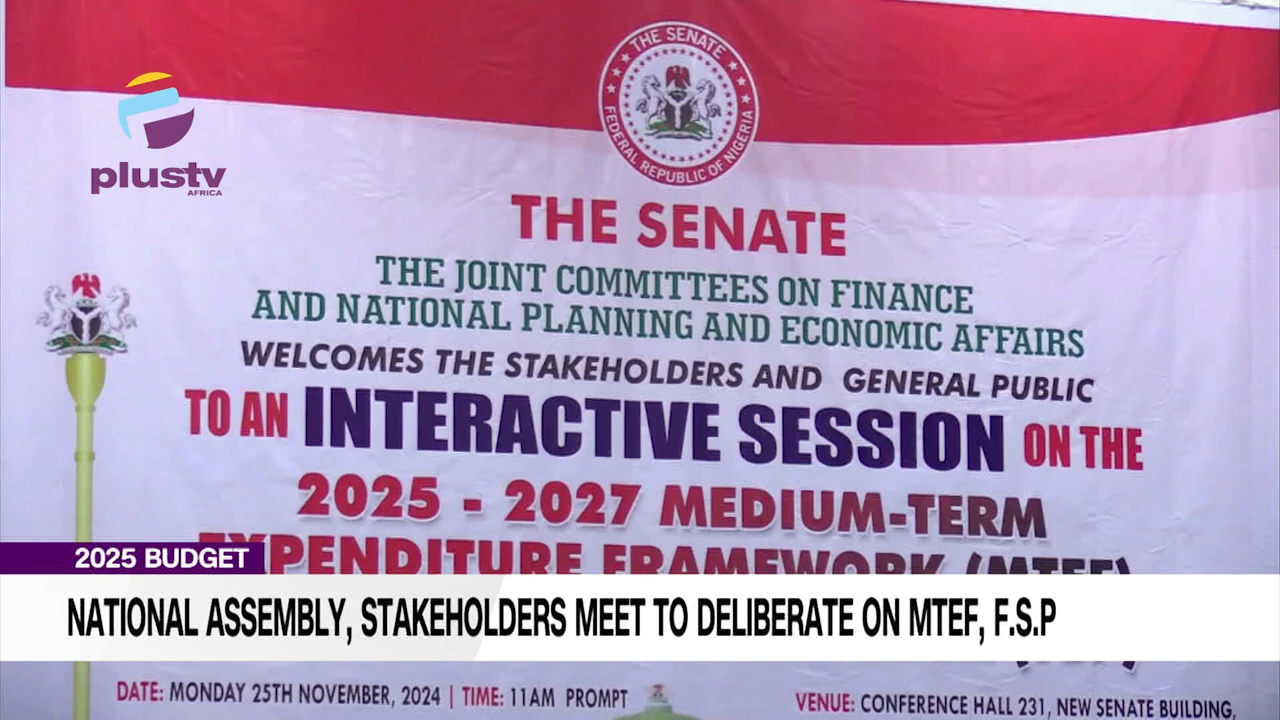 THE SENATE
FEDERAL REPUBLIC OF NIGERIA
plustv
AFRICA
THE SENATE
THE JOINT COMMITTEES ON FINANCE
AND NATIONAL PLANNING AND ECONOMIC AFFAIRS
WELCOMES THE STAKEHOLDERS AND GENERAL PUBLIC
TO AN INTERACTIVE SESSION ON THE
2025 - 2027 MEDIUM-TERM
EXPENDITURE FRAMEWORK (MTEF)
2025 BUDGET
NATIONAL ASSEMBLY, STAKEHOLDERS MEET TO DELIBERATE ON MTEF, F.S.P
DATE: MONDAY 25TH NOVEMBER, 2024 | TIME: 11AM PROMPT
VENUE: CONFERENCE HALL 231, NEW SENATE BUILDING,